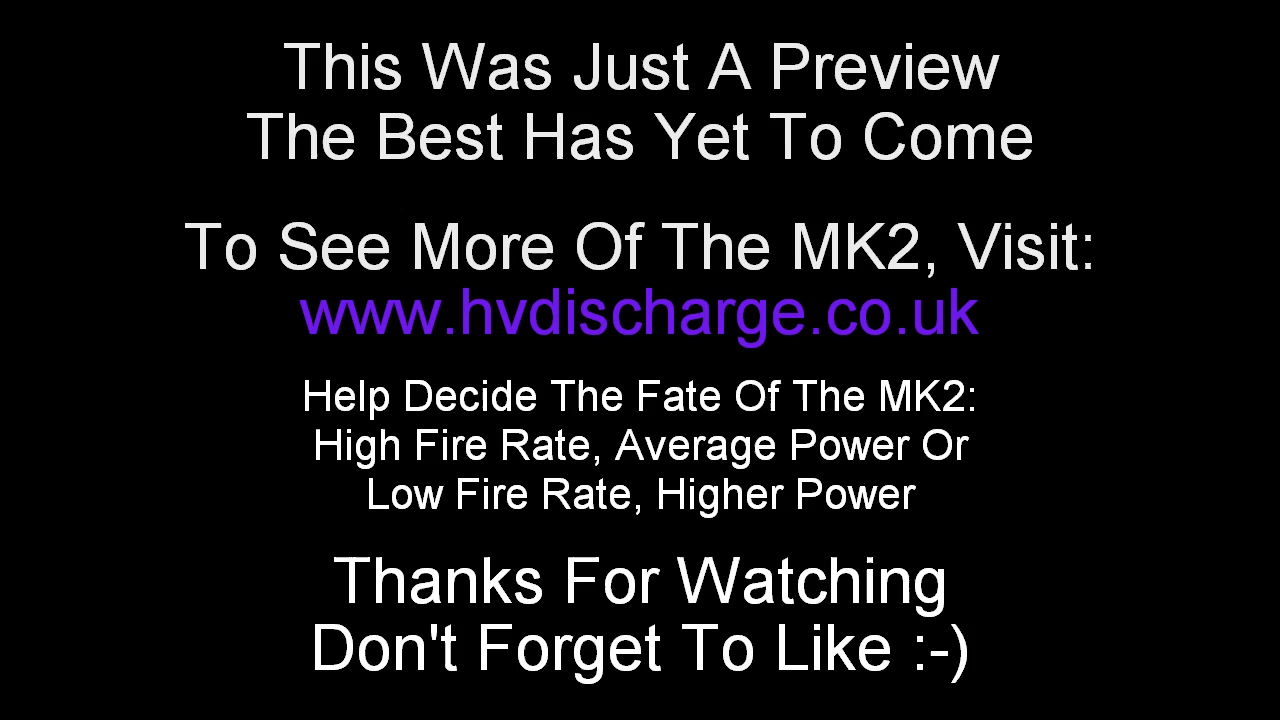 This Was Just A Preview
The Best Has Yet To Come
To See More Of The MK2, Visit:
www.hvdischarge.co.uk
Help Decide The Fate Of The MK2:
High Fire Rate, Average Power Or
Low Fire Rate, Higher Power
Thanks For Watching
Don't Forget To Like :-)